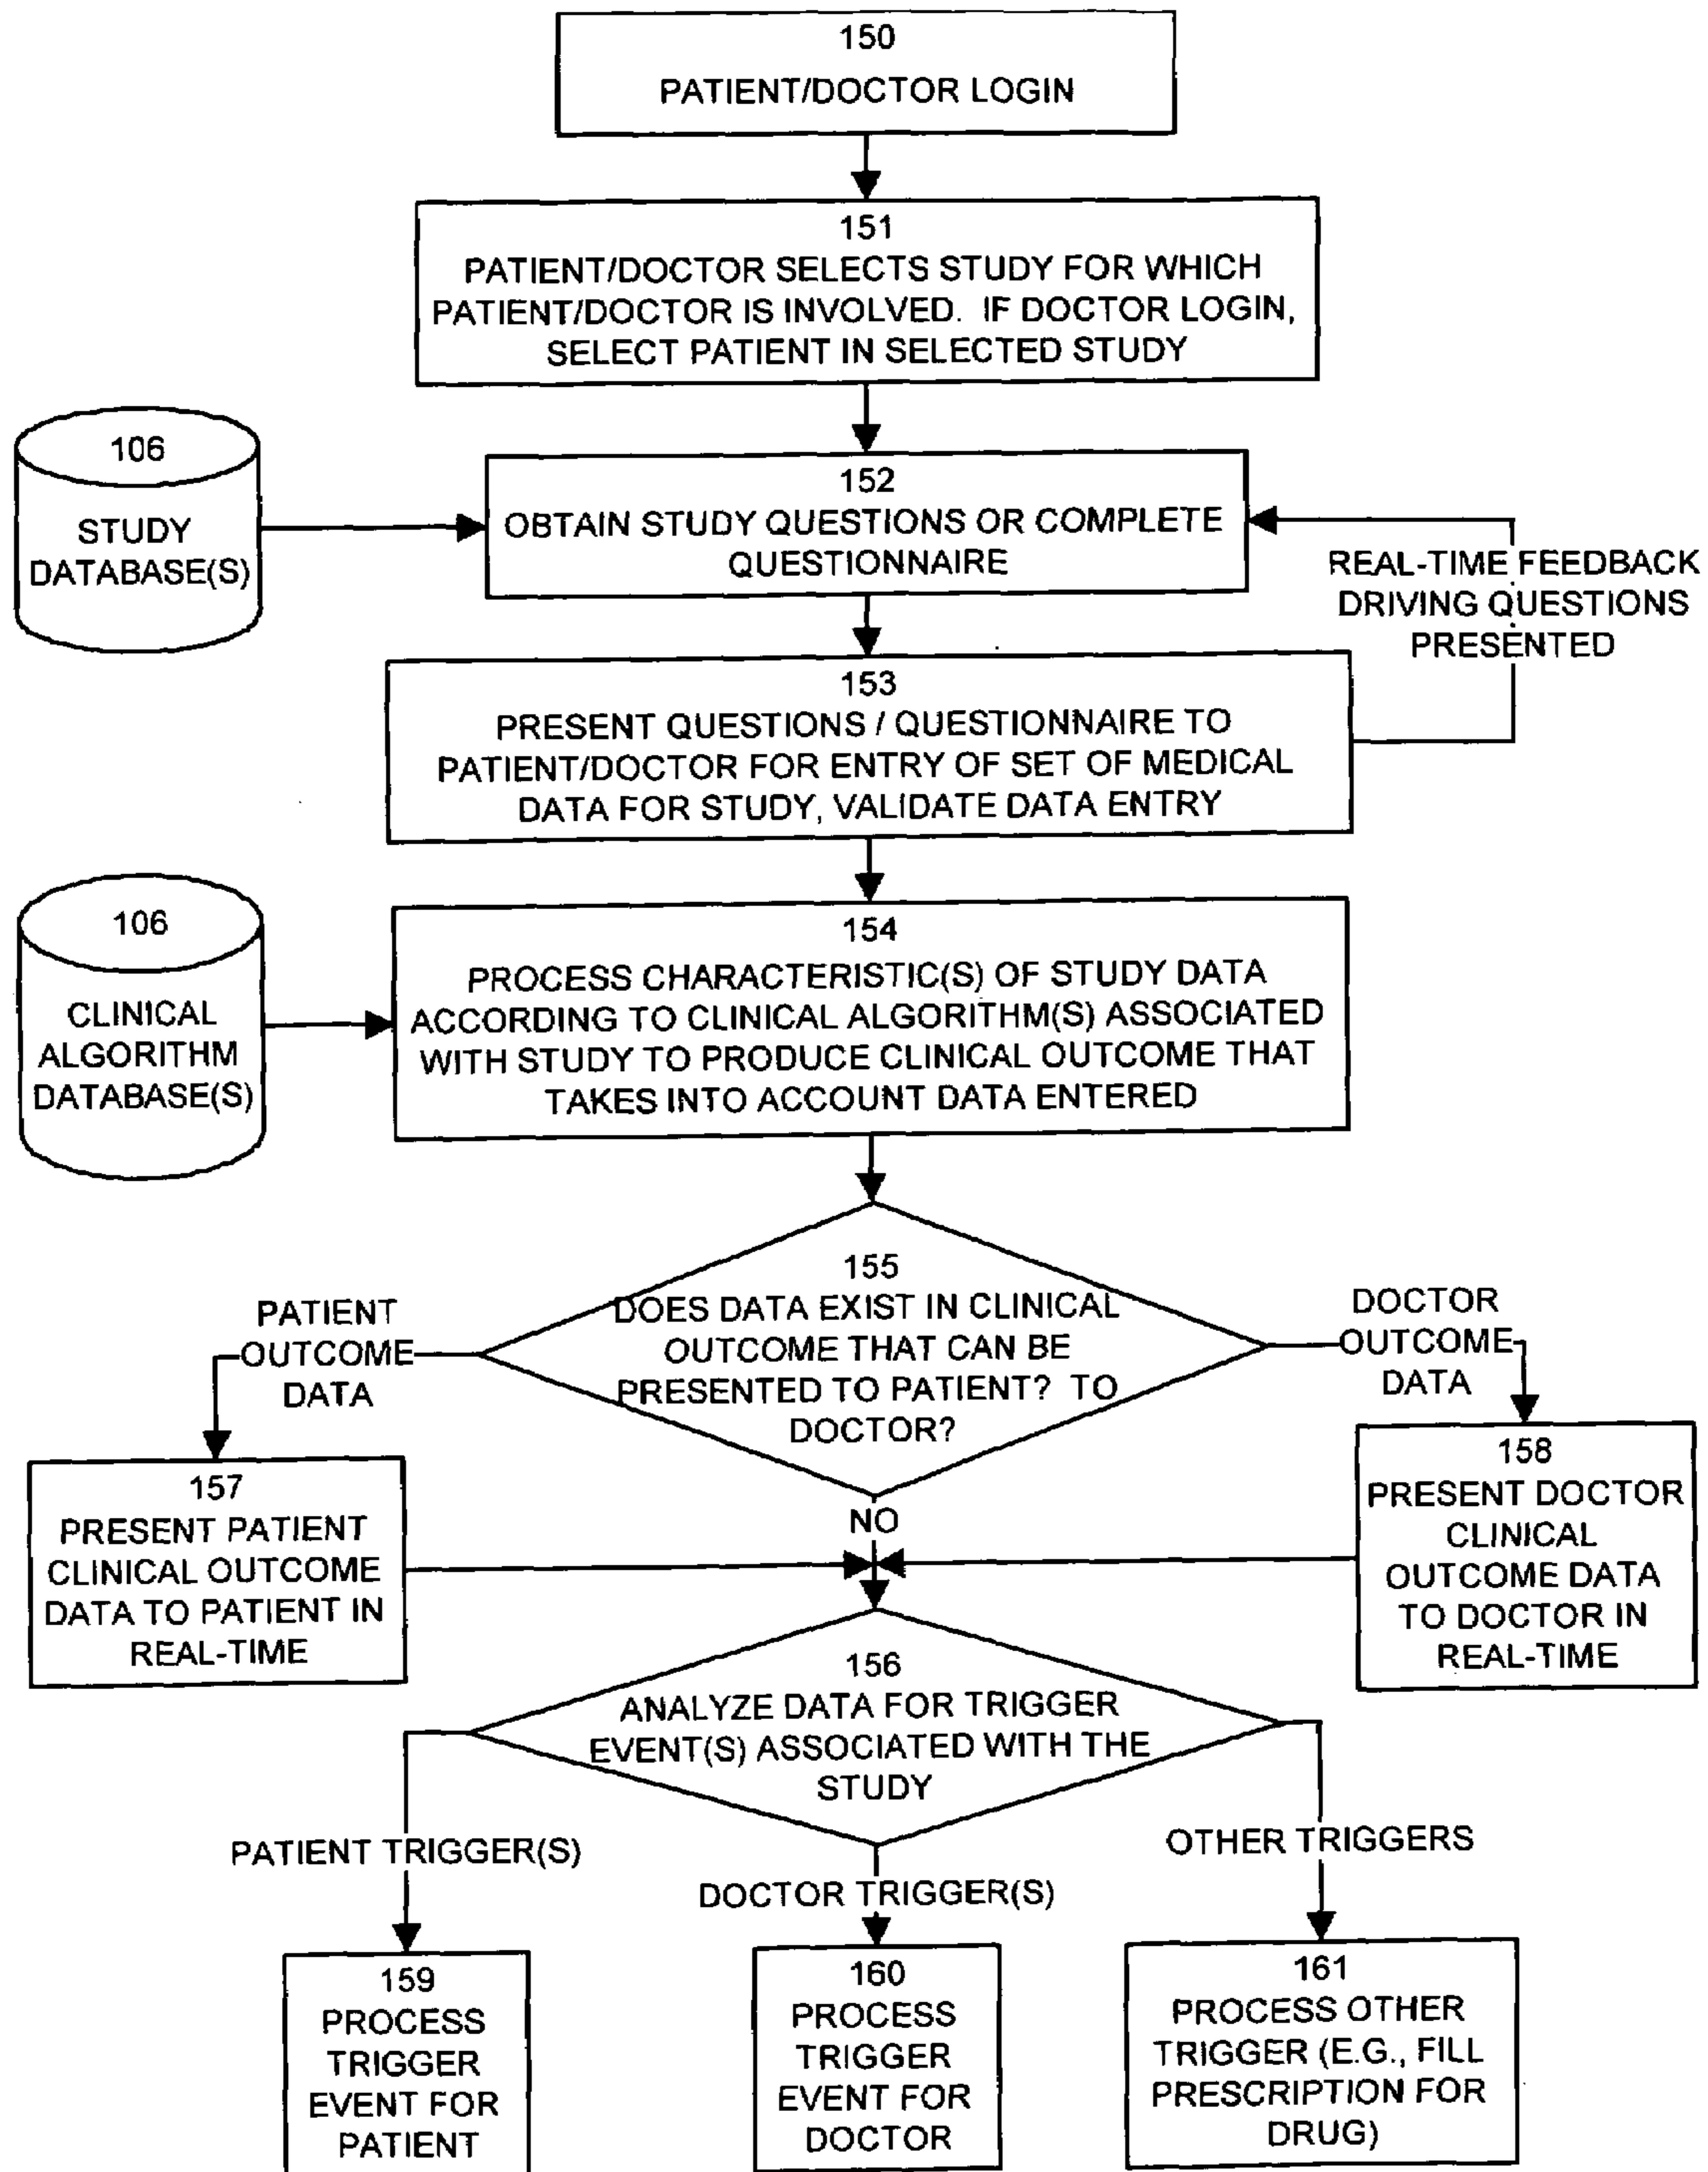 150
PATIENT/DOCTOR LOGIN
151
PATIENT/DOCTOR SELECTS STUDY FOR WHICH
PATIENT/DOCTOR IS INVOLVED. IF DOCTOR LOGIN,
SELECT PATIENT IN SELECTED STUDY
106
STUDY
DATABASE(S)
152
OBTAIN STUDY QUESTIONS OR COMPLETE
QUESTIONNAIRE
REAL-TIME FEEDBACK
DRIVING QUESTIONS
PRESENTED
153
PRESENT QUESTIONS / QUESTIONNAIRE TO
PATIENT/DOCTOR FOR ENTRY OF SET OF MEDICAL
DATA FOR STUDY, VALIDATE DATA ENTRY
106
CLINICAL
ALGORITHM
DATABASE(S)
154
PROCESS CHARACTERISTIC(S) OF STUDY DATA
ACCORDING TO CLINICAL ALGORITHM(S) ASSOCIATED
WITH STUDY TO PRODUCE CLINICAL OUTCOME THAT
TAKES INTO ACCOUNT DATA ENTERED
155
DOES DATA EXIST IN CLINICAL
OUTCOME THAT CAN BE
PRESENTED TO PATIENT? TO
DOCTOR?
PATIENT
OUTCOME
DATA
DOCTOR
OUTCOME
DATA
NO
157
PRESENT PATIENT
CLINICAL OUTCOME
DATA TO PATIENT IN
REAL-TIME
158
PRESENT DOCTOR
CLINICAL
OUTCOME DATA
TO DOCTOR IN
REAL-TIME
156
ANALYZE DATA FOR TRIGGER
EVENT(S) ASSOCIATED WITH THE
STUDY
PATIENT TRIGGER(S)
DOCTOR TRIGGER(S)
OTHER TRIGGERS
159
PROCESS
TRIGGER
EVENT FOR
PATIENT
160
PROCESS
TRIGGER
EVENT FOR
DOCTOR
161
PROCESS OTHER
TRIGGER (E.G., FILL
PRESCRIPTION FOR
DRUG)